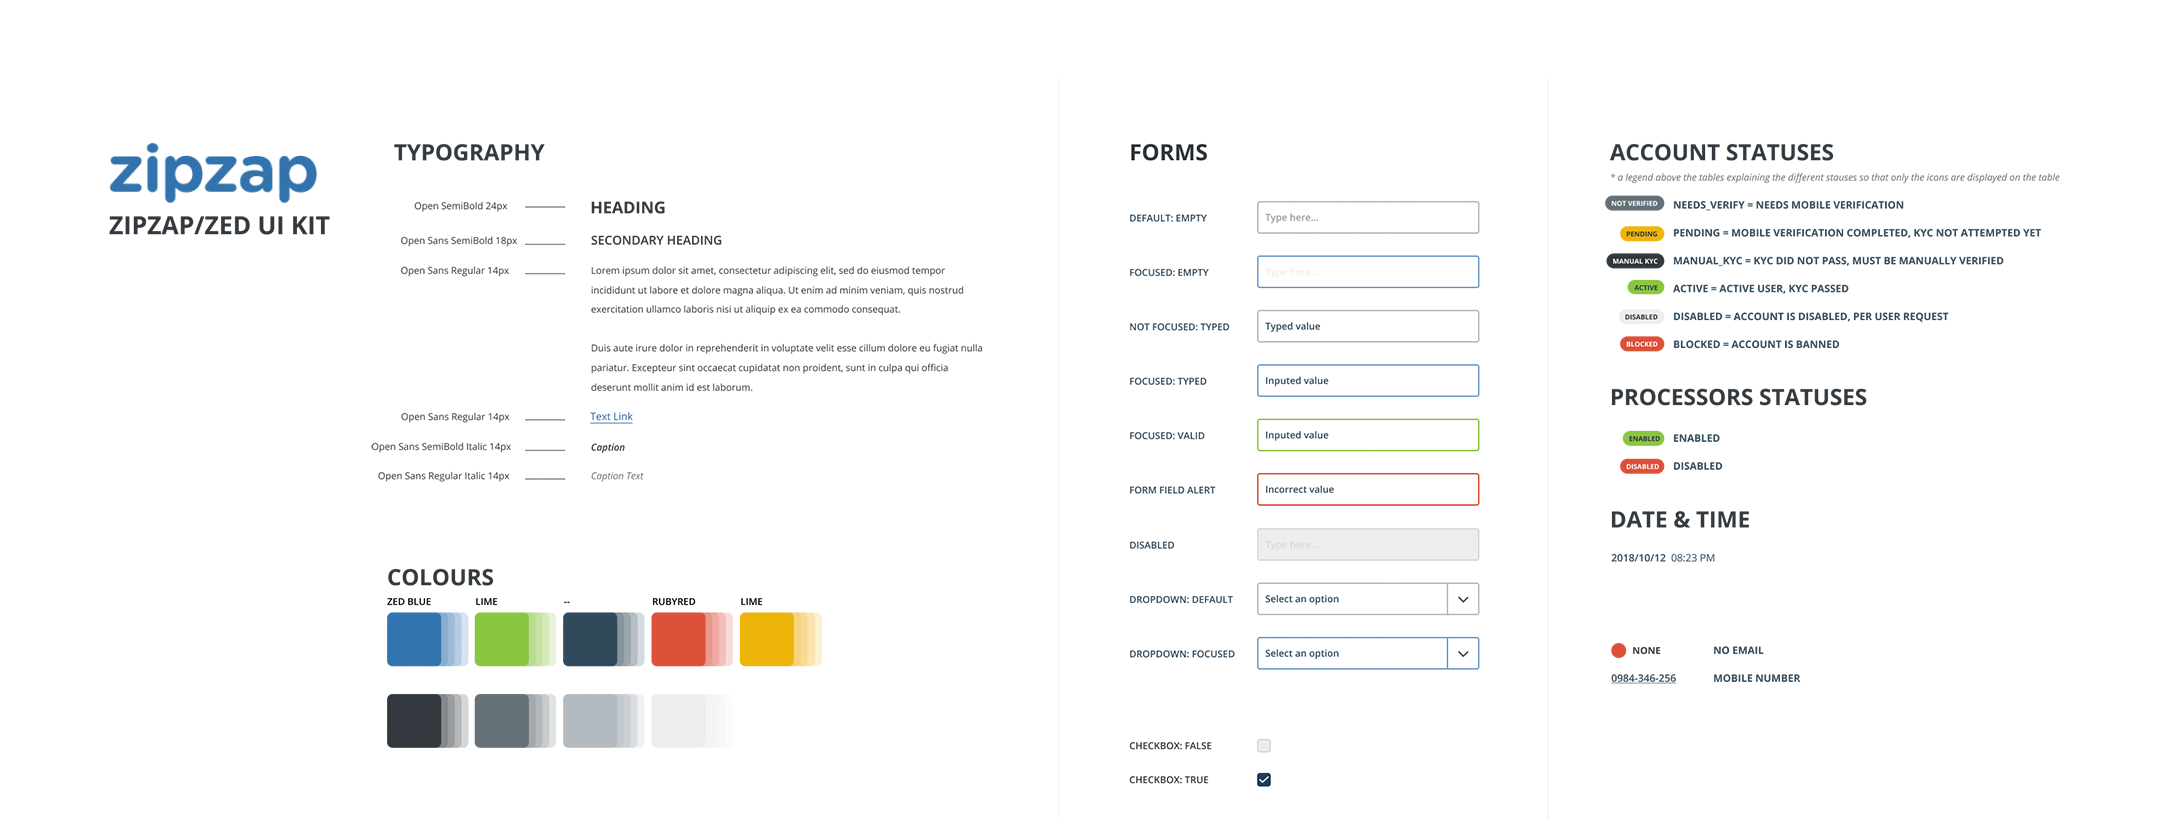 zipzap
ZIPZAP/ZED UI KIT
TYPOGRAPHY
Open SemiBold 24px
HEADING
Open Sans SemiBold 18px
SECONDARY HEADING
Open Sans Regular 14px
Lorem ipsum dolor sit amet, consectetur adipiscing elit, sed do eiusmod tempor
incididunt ut labore et dolore magna aliqua. Ut enim ad minim veniam, quis nostrud
exercitation ullamco laboris nisi ut aliquip ex ea commodo consequat.
Duis aute irure dolor in reprehenderit in voluptate velit esse cillum dolore eu fugiat nulla
pariatur. Excepteur sint occaecat cupidatat non proident, sunt in culpa qui officia
deserunt mollit anim id est laborum.
Open Sans Regular 14px
Text Link
Open Sans SemiBold Italic 14px
Caption
Open Sans Regular Italic 14px
Caption Text
COLOURS
ZED BLUE
LIME
--
RUBYRED
LIME
FORMS
DEFAULT: EMPTY
Type here...
FOCUSED: EMPTY
Type here...
NOT FOCUSED: TYPED
Typed value
FOCUSED: TYPED
Inputed value
FOCUSED: VALID
Inputed value
FORM FIELD ALERT
Incorrect value
DISABLED
Type here...
DROPDOWN: DEFAULT
Select an option
DROPDOWN: FOCUSED
Select an option
CHECKBOX: FALSE
CHECKBOX: TRUE
ACCOUNT STATUSES
* a legend above the tables explaining the different stauses so that only the icons are displayed on the table
NOT VERIFIED
NEEDS_VERIFY = NEEDS MOBILE VERIFICATION
PENDING
PENDING = MOBILE VERIFICATION COMPLETED, KYC NOT ATTEMPTED YET
MANUAL KYC
MANUAL_KYC = KYC DID NOT PASS, MUST BE MANUALLY VERIFIED
ACTIVE
ACTIVE = ACTIVE USER, KYC PASSED
DISABLED
DISABLED = ACCOUNT IS DISABLED, PER USER REQUEST
BLOCKED
BLOCKED = ACCOUNT IS BANNED
PROCESSORS STATUSES
ENABLED
ENABLED
DISABLED
DISABLED
DATE & TIME
2018/10/12 08:23 PM
NONE
NO EMAIL
0984-346-256
MOBILE NUMBER